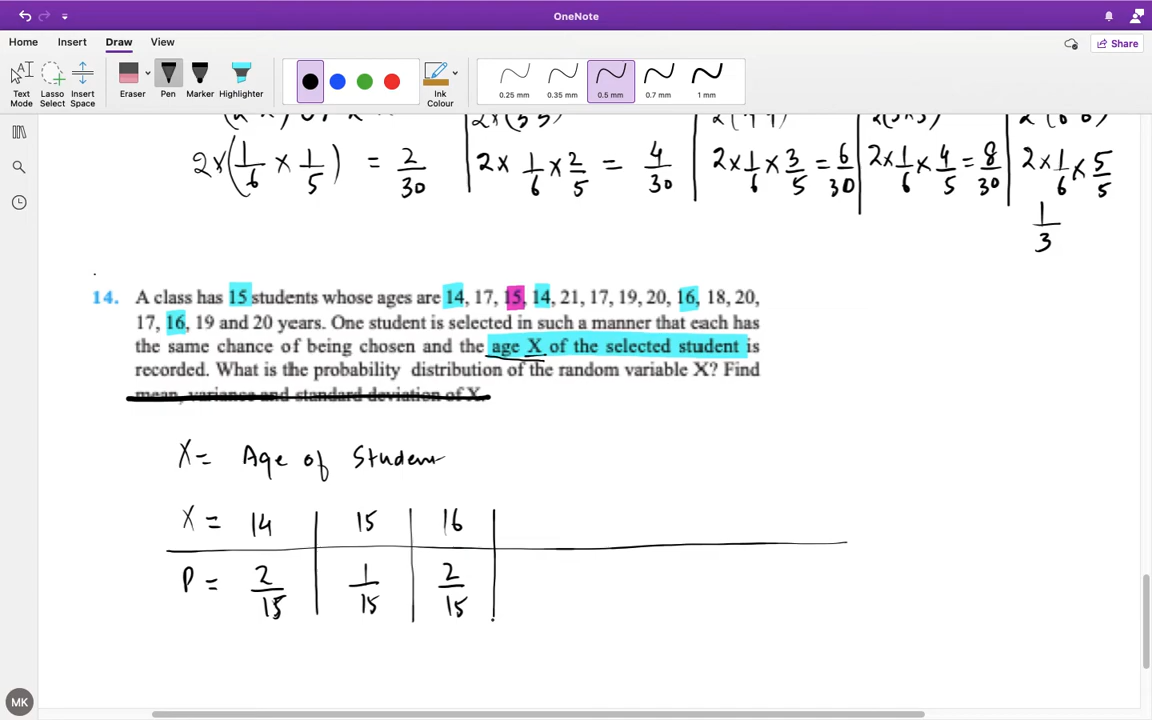 OneNote
Home Insert Draw View
Share
Text Mode
Lasso Select
Insert Space
Eraser
Pen
Marker
Highlighter
Ink Colour
0.25 mm
0.35 mm
0.5 mm
0.7 mm
1 mm
2×(1/6 × 1/5) = 2/30
2× 1/6 × 2/5 = 4/30
2×1/6×3/5=6/30
2×1/6×4/5=8/30
2×1/6×5/5
1/3
14. A class has 15 students whose ages are 14, 17, 15, 14, 21, 17, 19, 20, 16, 18, 20,
17, 16, 19 and 20 years. One student is selected in such a manner that each has
the same chance of being chosen and the age X of the selected student is
recorded. What is the probability distribution of the random variable X? Find
mean, variance and standard deviation of X.
X= Age of Student
X = 14 | 15 | 16 |
P = 2/15 | 1/15 | 2/15 |
MK